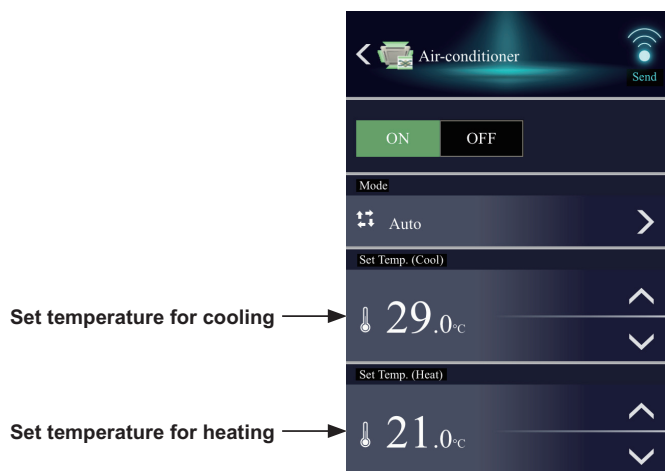 Air-conditioner
Send
ON OFF
Mode
Auto
Set Temp. (Cool)
Set temperature for cooling
29.0°C
Set Temp. (Heat)
Set temperature for heating
21.0°C